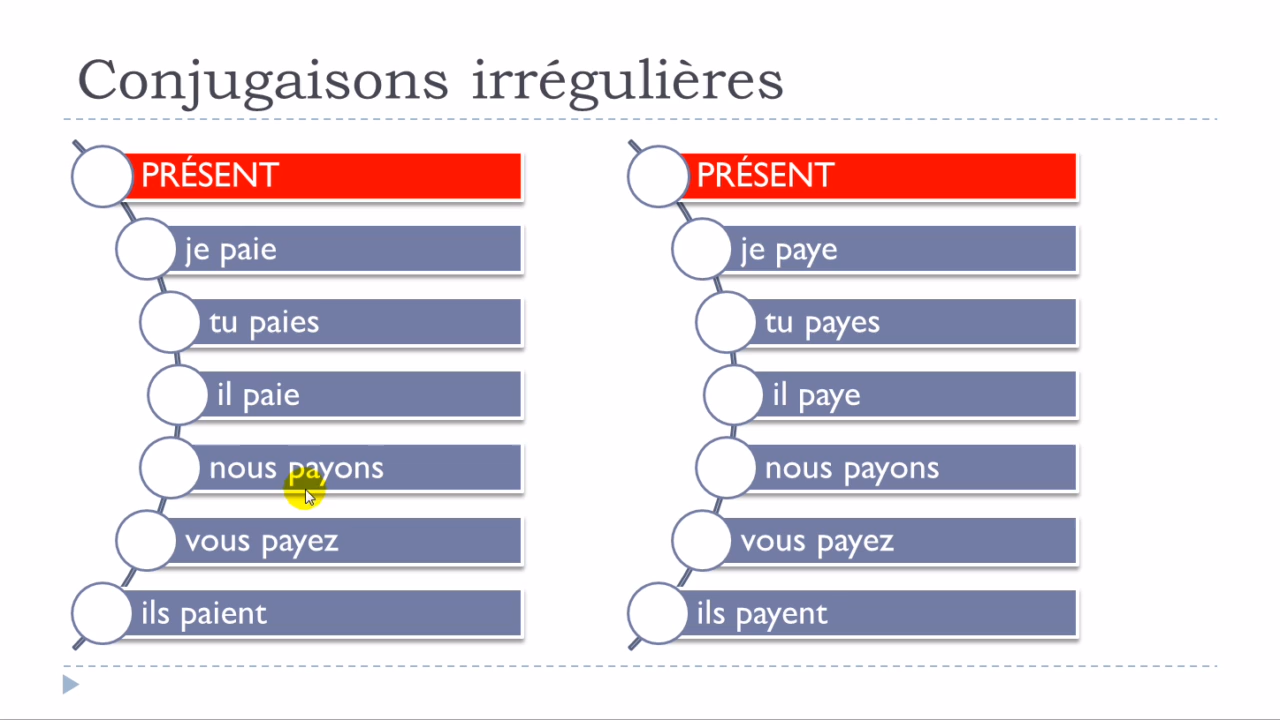 Conjugaisons irrégulières
PRÉSENT
je paie
tu paies
il paie
nous payons
vous payez
ils paient
PRÉSENT
je paye
tu payes
il paye
nous payons
vous payez
ils payent